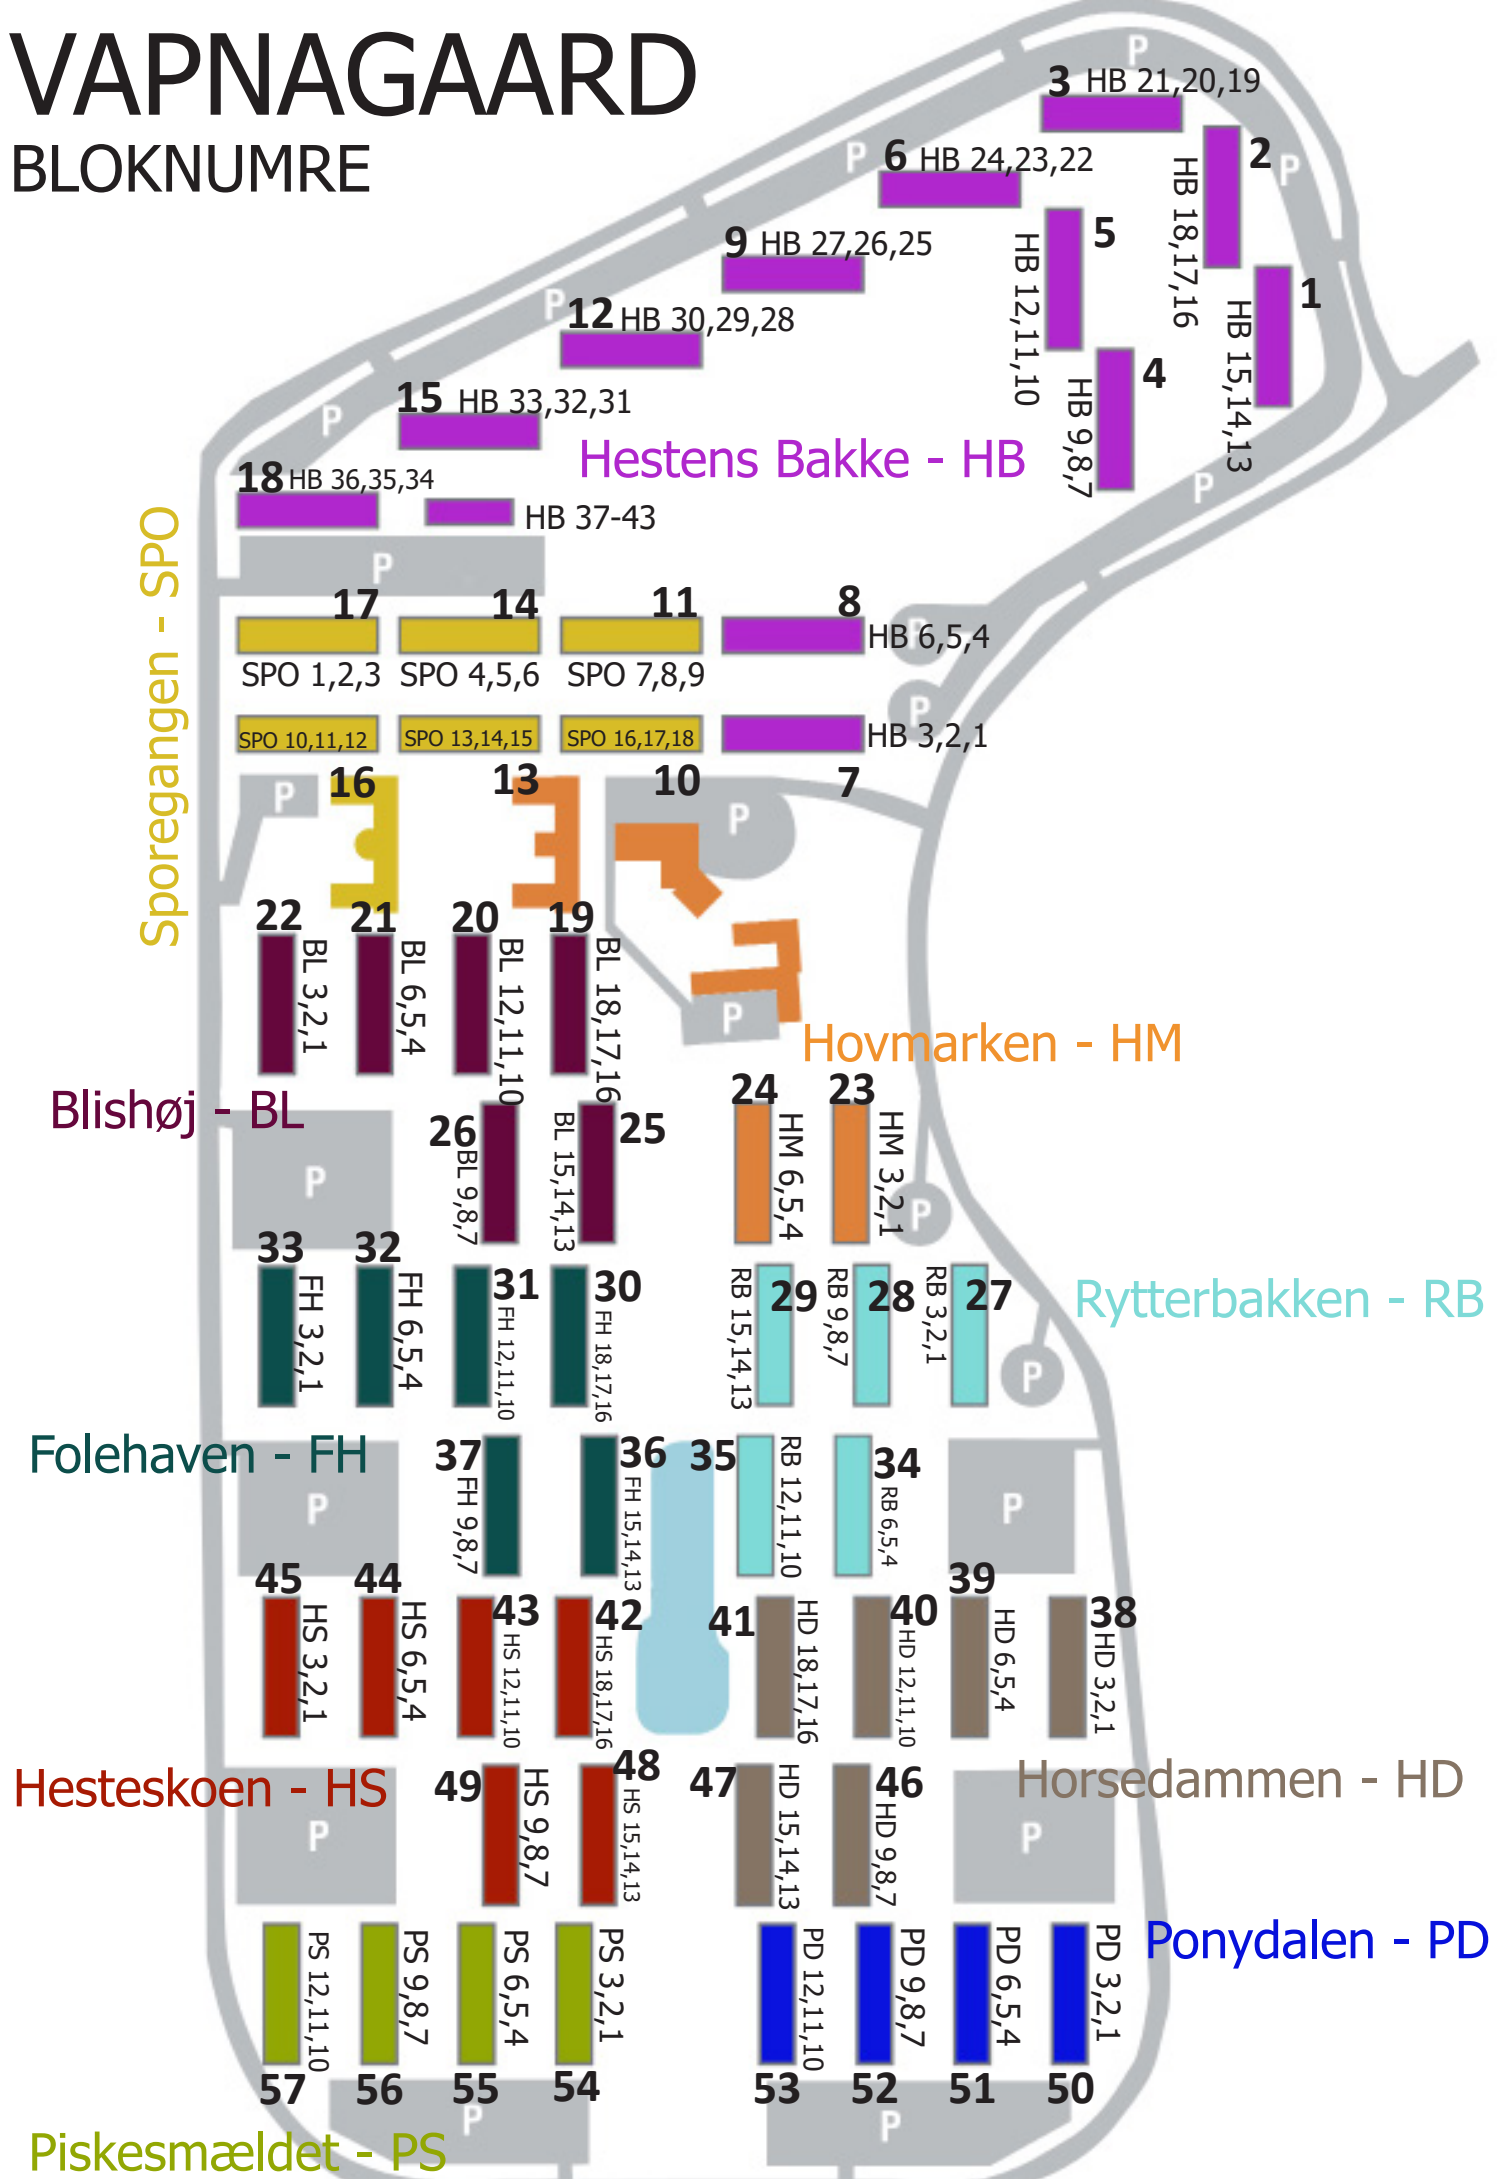 VAPNAGAARD
BLOKNUMRE
P
3 HB 21,20,19
2
P
HB 18,17,16
P
6 HB 24,23,22
5
HB 12,11,10
9 HB 27,26,25
1
HB 15,14,13
P
12 HB 30,29,28
4
HB 9,8,7
15 HB 33,32,31
P
Hestens Bakke - HB
P
18 HB 36,35,34
HB 37-43
Sporegangen - SPO
P
17
14
11
8
HB 6,5,4
P
SPO 1,2,3
SPO 4,5,6
SPO 7,8,9
P
SPO 10,11,12
SPO 13,14,15
SPO 16,17,18
HB 3,2,1
16
13
10
7
P
P
22
21
20
19
BL 3,2,1
BL 6,5,4
BL 12,11,10
BL 18,17,16
P
Hovmarken - HM
Blishøj - BL
24
23
26
25
BL 9,8,7
BL 15,14,13
HM 6,5,4
HM 3,2,1
P
P
33
32
31
30
FH 3,2,1
FH 6,5,4
FH 12,11,10
FH 18,17,16
29
28
27
RB 15,14,13
RB 9,8,7
RB 3,2,1
Rytterbakken - RB
P
Folehaven - FH
37
36
35
34
P
FH 9,8,7
FH 15,14,13
RB 12,11,10
RB 6,5,4
P
45
44
43
42
41
40
39
38
HS 3,2,1
HS 6,5,4
HS 12,11,10
HS 18,17,16
HD 18,17,16
HD 12,11,10
HD 6,5,4
HD 3,2,1
Hesteskoen - HS
49
48
47
46
Horsedammen - HD
P
HS 9,8,7
HS 15,14,13
HD 15,14,13
HD 9,8,7
P
PS 12,11,10
PS 9,8,7
PS 6,5,4
PS 3,2,1
PD 12,11,10
PD 9,8,7
PD 6,5,4
PD 3,2,1
Ponydalen - PD
57
56
55
54
53
52
51
50
P
P
Piskesmældet - PS